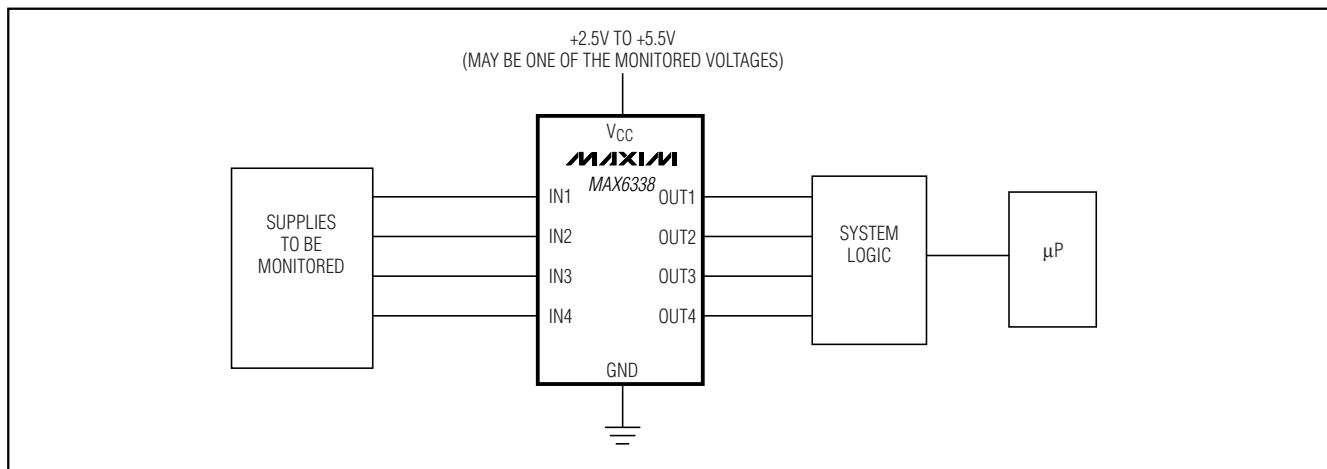 +2.5V TO +5.5V
(MAY BE ONE OF THE MONITORED VOLTAGES)
VCC
MAXIM
MAX6338
IN1 OUT1
IN2 OUT2
IN3 OUT3
IN4 OUT4
GND
SUPPLIES
TO BE
MONITORED
SYSTEM
LOGIC
μP